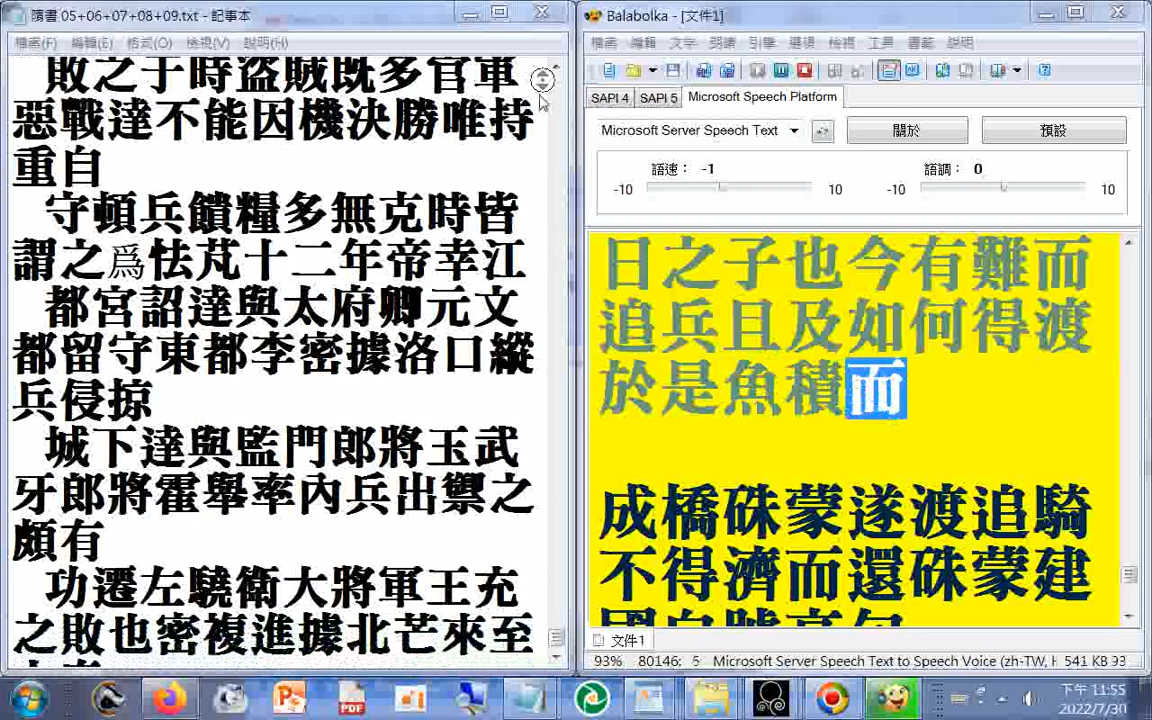 隋書 05+06+07+08+09.txt - 記事本
檔案(F) 編輯(E) 格式(O) 檢視(V) 說明(H)
敗之于時盜賊既多官軍
惡戰達不能因機決勝唯持
重自
守頓兵饋糧多無克時皆
謂之爲怯芃十二年帝幸江
都宮詔達與太府卿元文
都留守東都李密據洛口縱
兵侵掠
城下達與監門郎將玉武
牙郎將霍舉率內兵出禦之
頗有
功遷左驍衛大將軍王充
之敗也密複進據北芒來至
Balabolka - [文件1]
檔案 編輯 文字 朗讀 引擎 選項 檢視 工具 書籤 說明
SAPI 4 SAPI 5 Microsoft Speech Platform
Microsoft Server Speech Text 關於 預設
語速： -1 語調： 0
-10 10 -10 10
日之子也今有難而
追兵且及如何得渡
於是魚積而
成橋硃蒙遂渡追騎
不得濟而還硃蒙建
國自號高句
文件1
93% 80146: 5 Microsoft Server Speech Text to Speech Voice (zh-TW, H 541 KB 93
PDF
下午 11:55
2022/7/30